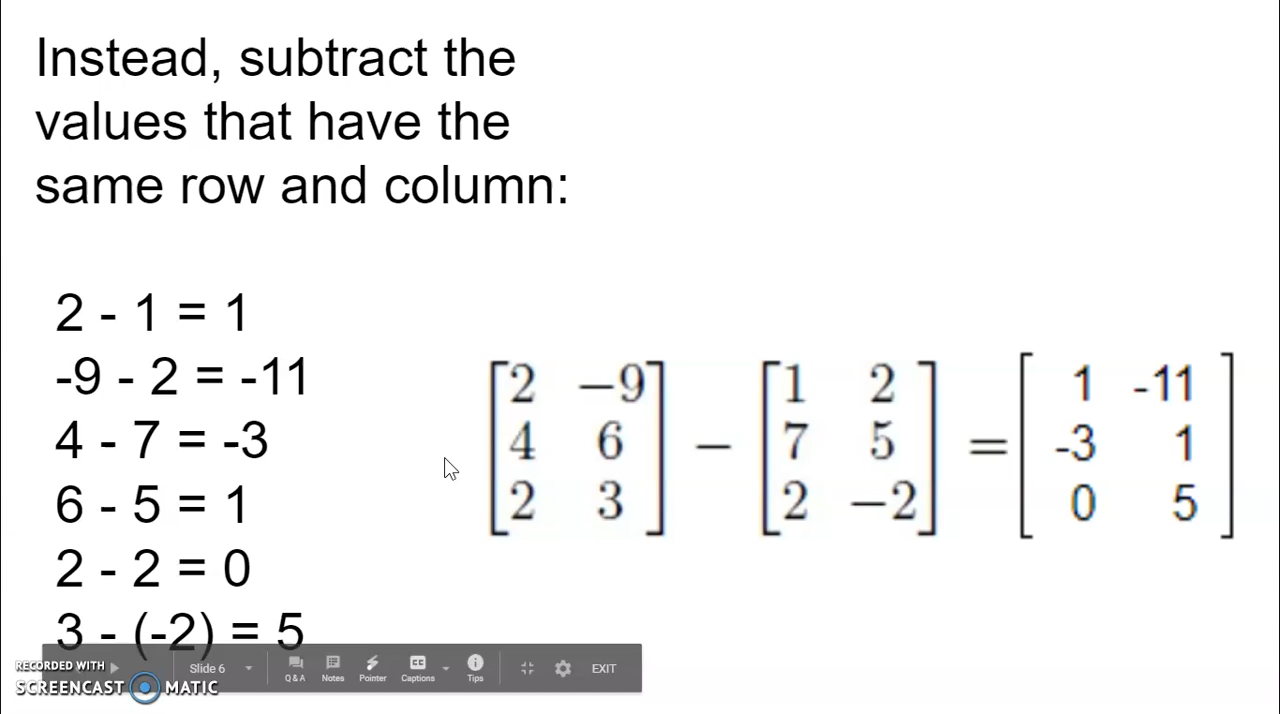 Instead, subtract the
values that have the
same row and column:
2 - 1 = 1
-9 - 2 = -11
4 - 7 = -3
6 - 5 = 1
2 - 2 = 0
3 - (-2) = 5
[2 −9] [1 2] [1 -11]
[4 6] − [7 5] = [-3 1]
[2 3] [2 −2] [0 5]
RECORDED WITH
SCREENCAST MATIC
Slide 6
Q & A Notes Pointer Captions Tips EXIT